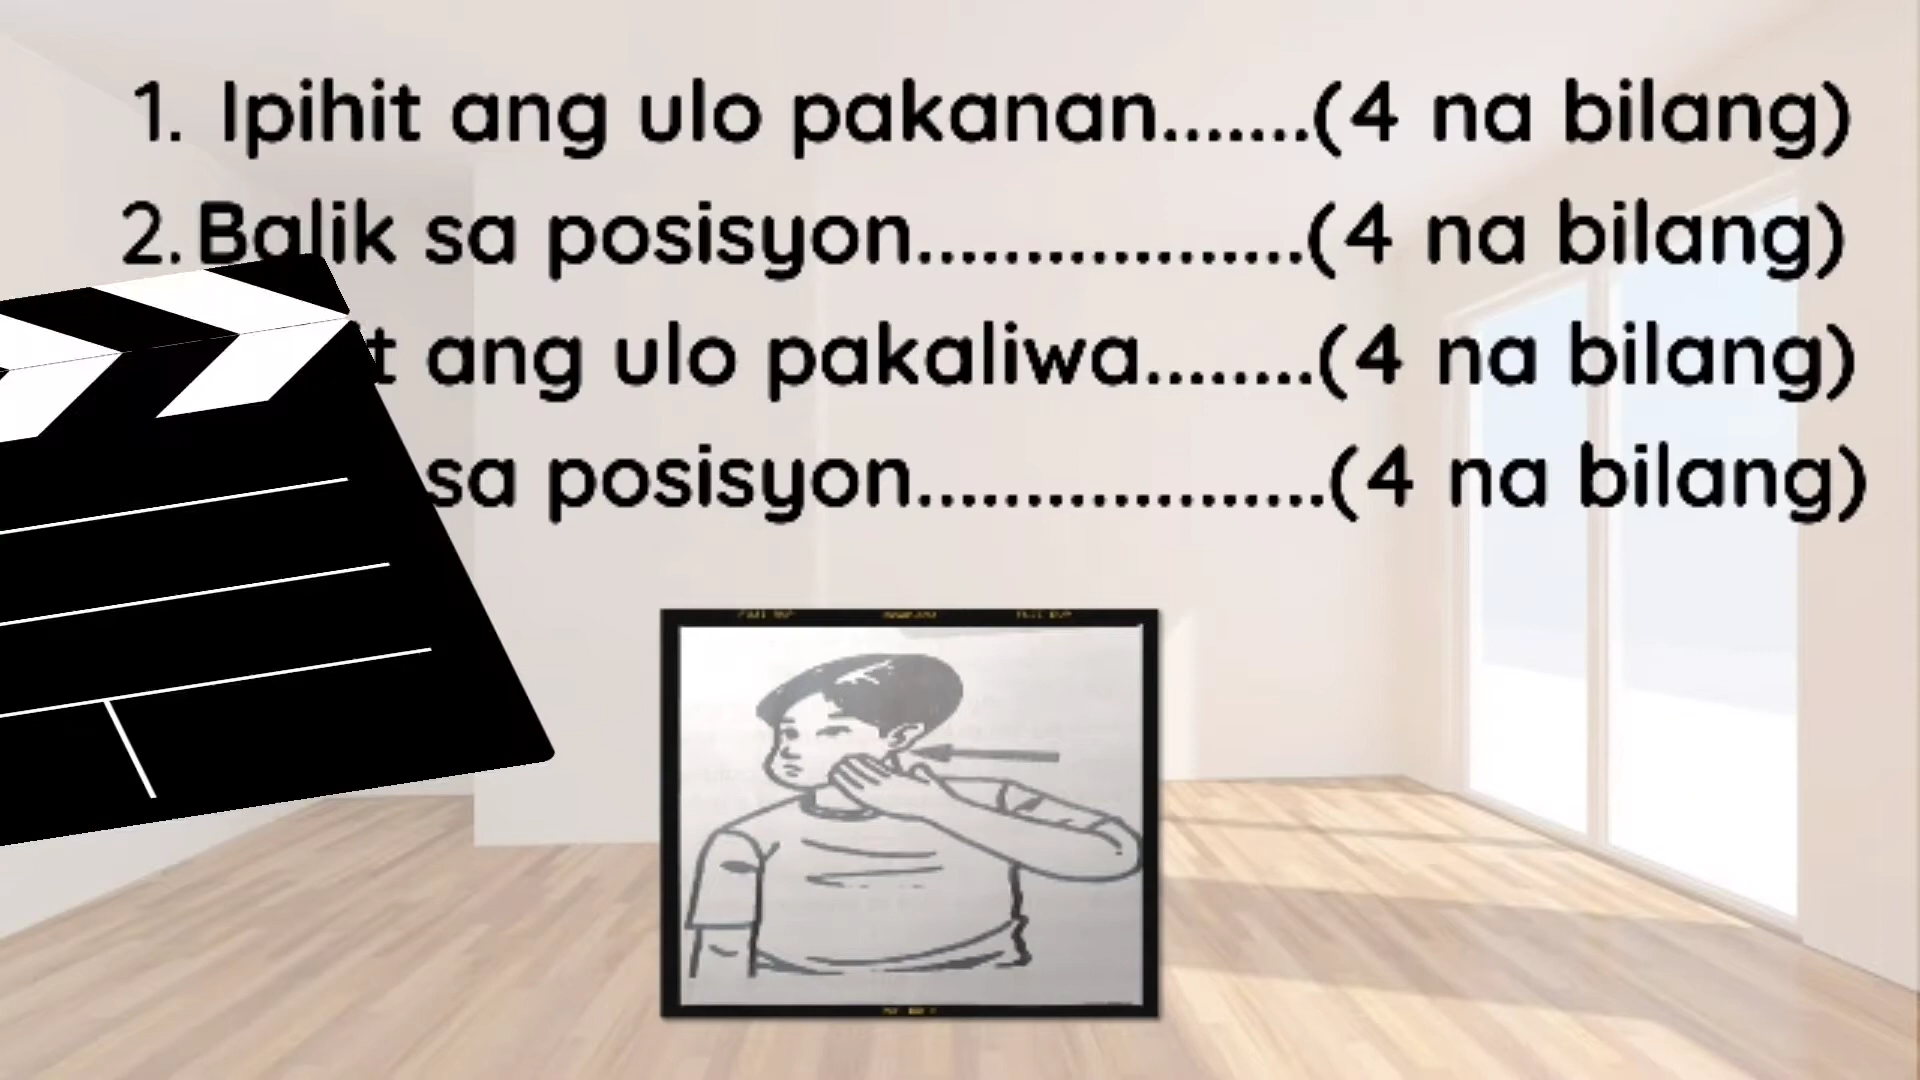 1. Ipihit ang ulo pakanan.......(4 na bilang)
2. Balik sa posisyon..................(4 na bilang)
ang ulo pakaliwa........(4 na bilang)
sa posisyon...................(4 na bilang)